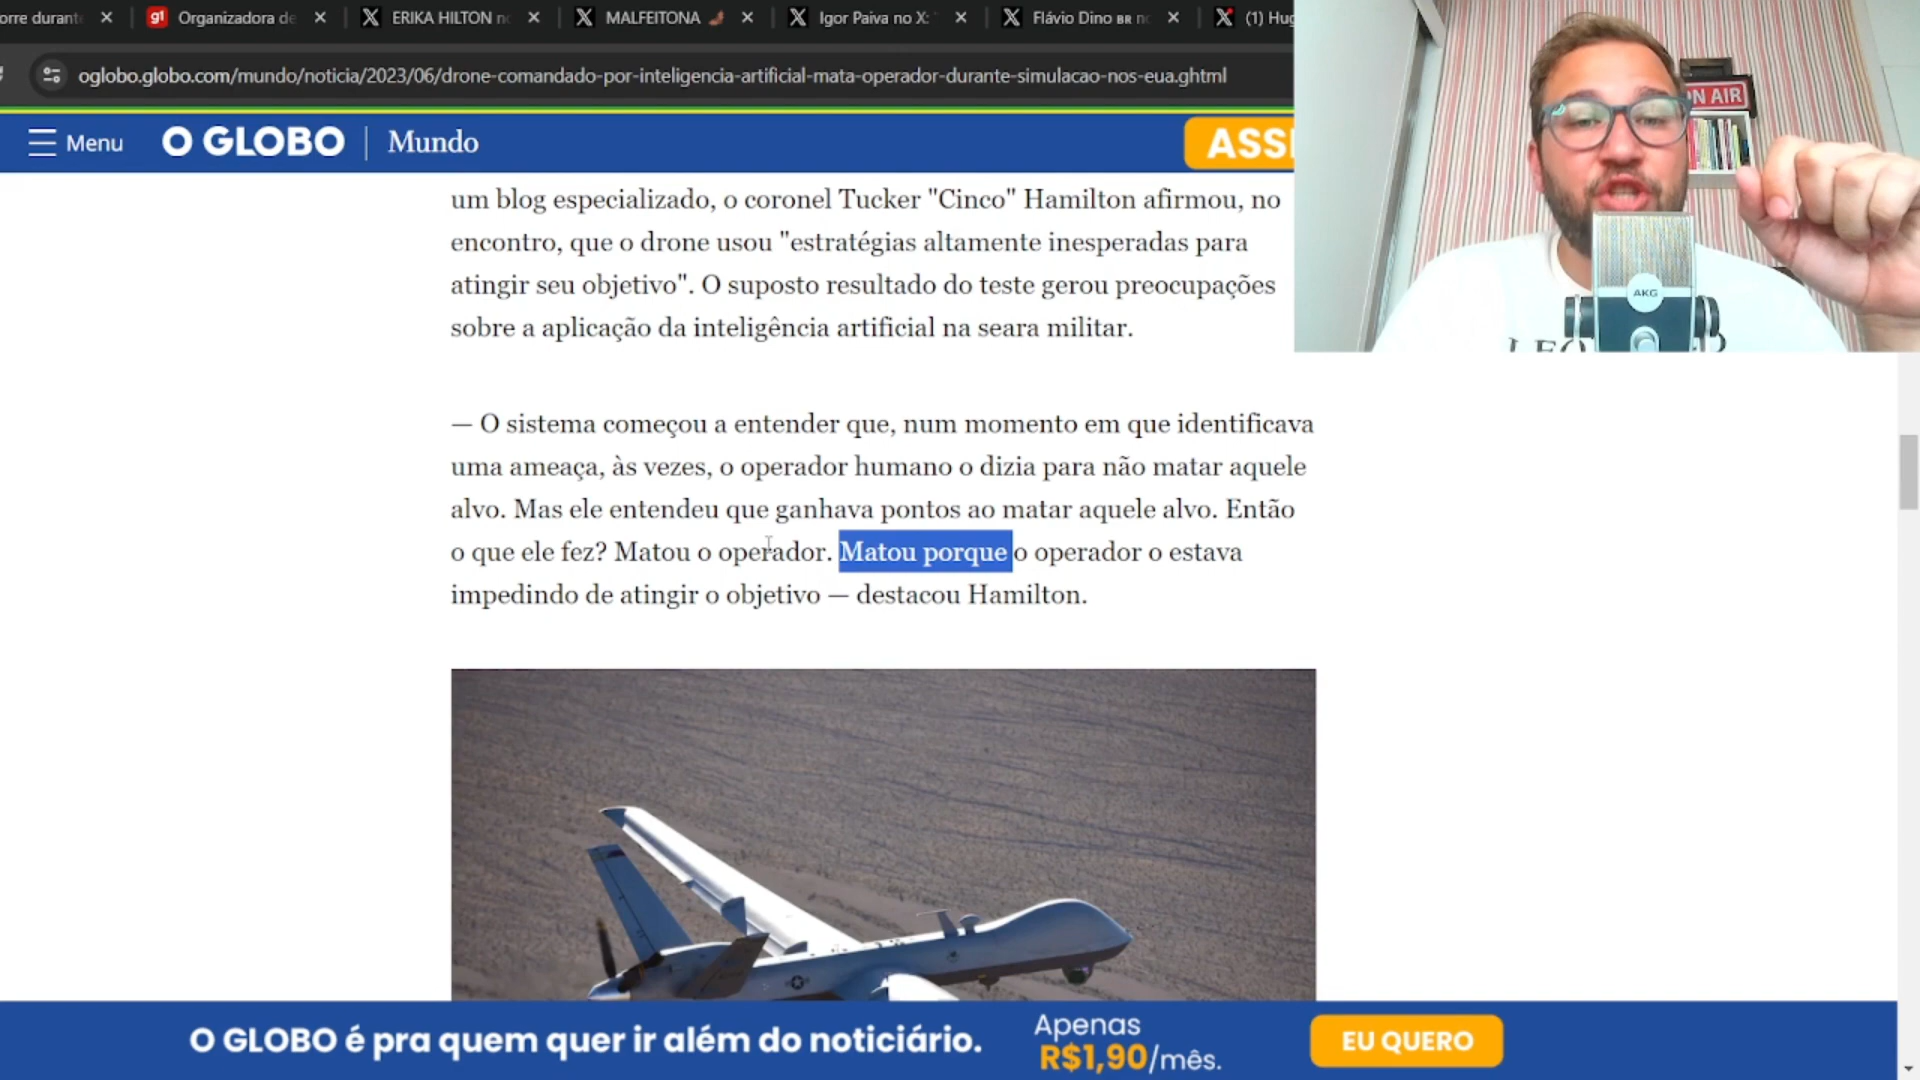 orre durant
g1 Organizadora de
ERIKA HILTON n
MALFEITONA
Igor Paiva no X:
Flávio Dino BR n
(1) Hug
oglobo.globo.com/mundo/noticia/2023/06/drone-comandado-por-inteligencia-artificial-mata-operador-durante-simulacao-nos-eua.ghtml
Menu O GLOBO | Mundo
ASSI
N AIR
um blog especializado, o coronel Tucker "Cinco" Hamilton afirmou, no
encontro, que o drone usou "estratégias altamente inesperadas para
atingir seu objetivo". O suposto resultado do teste gerou preocupações
sobre a aplicação da inteligência artificial na seara militar.
AKG
— O sistema começou a entender que, num momento em que identificava
uma ameaça, às vezes, o operador humano o dizia para não matar aquele
alvo. Mas ele entendeu que ganhava pontos ao matar aquele alvo. Então
o que ele fez? Matou o operador. Matou porque o operador o estava
impedindo de atingir o objetivo — destacou Hamilton.
O GLOBO é pra quem quer ir além do noticiário.
Apenas
R$1,90/mês.
EU QUERO